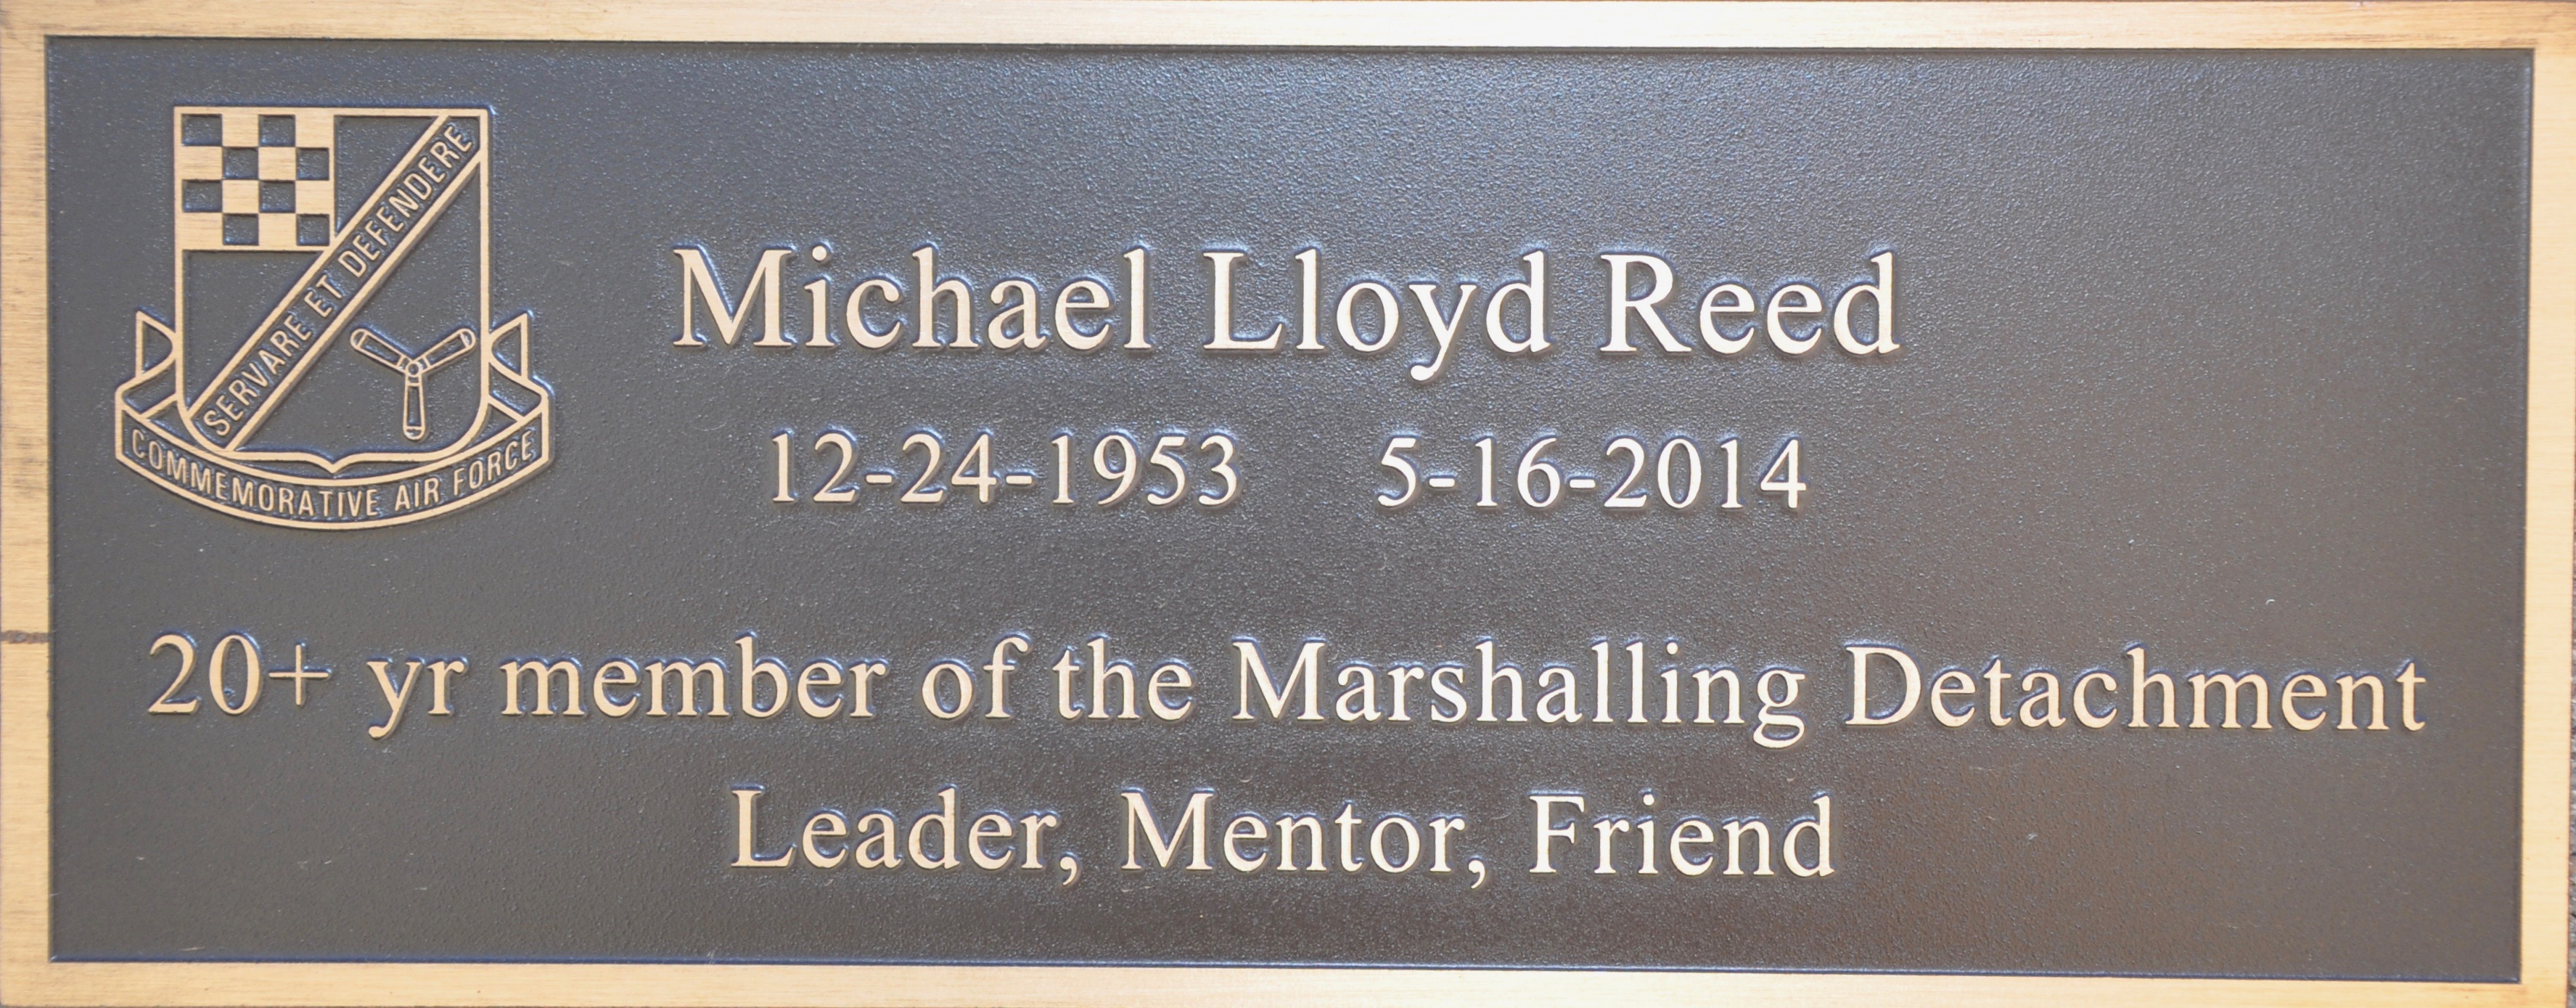 SERVARE ET DEFENDERE
COMMEMORATIVE AIR FORCE
Michael Lloyd Reed
12-24-1953 5-16-2014
20+ yr member of the Marshalling Detachment
Leader, Mentor, Friend